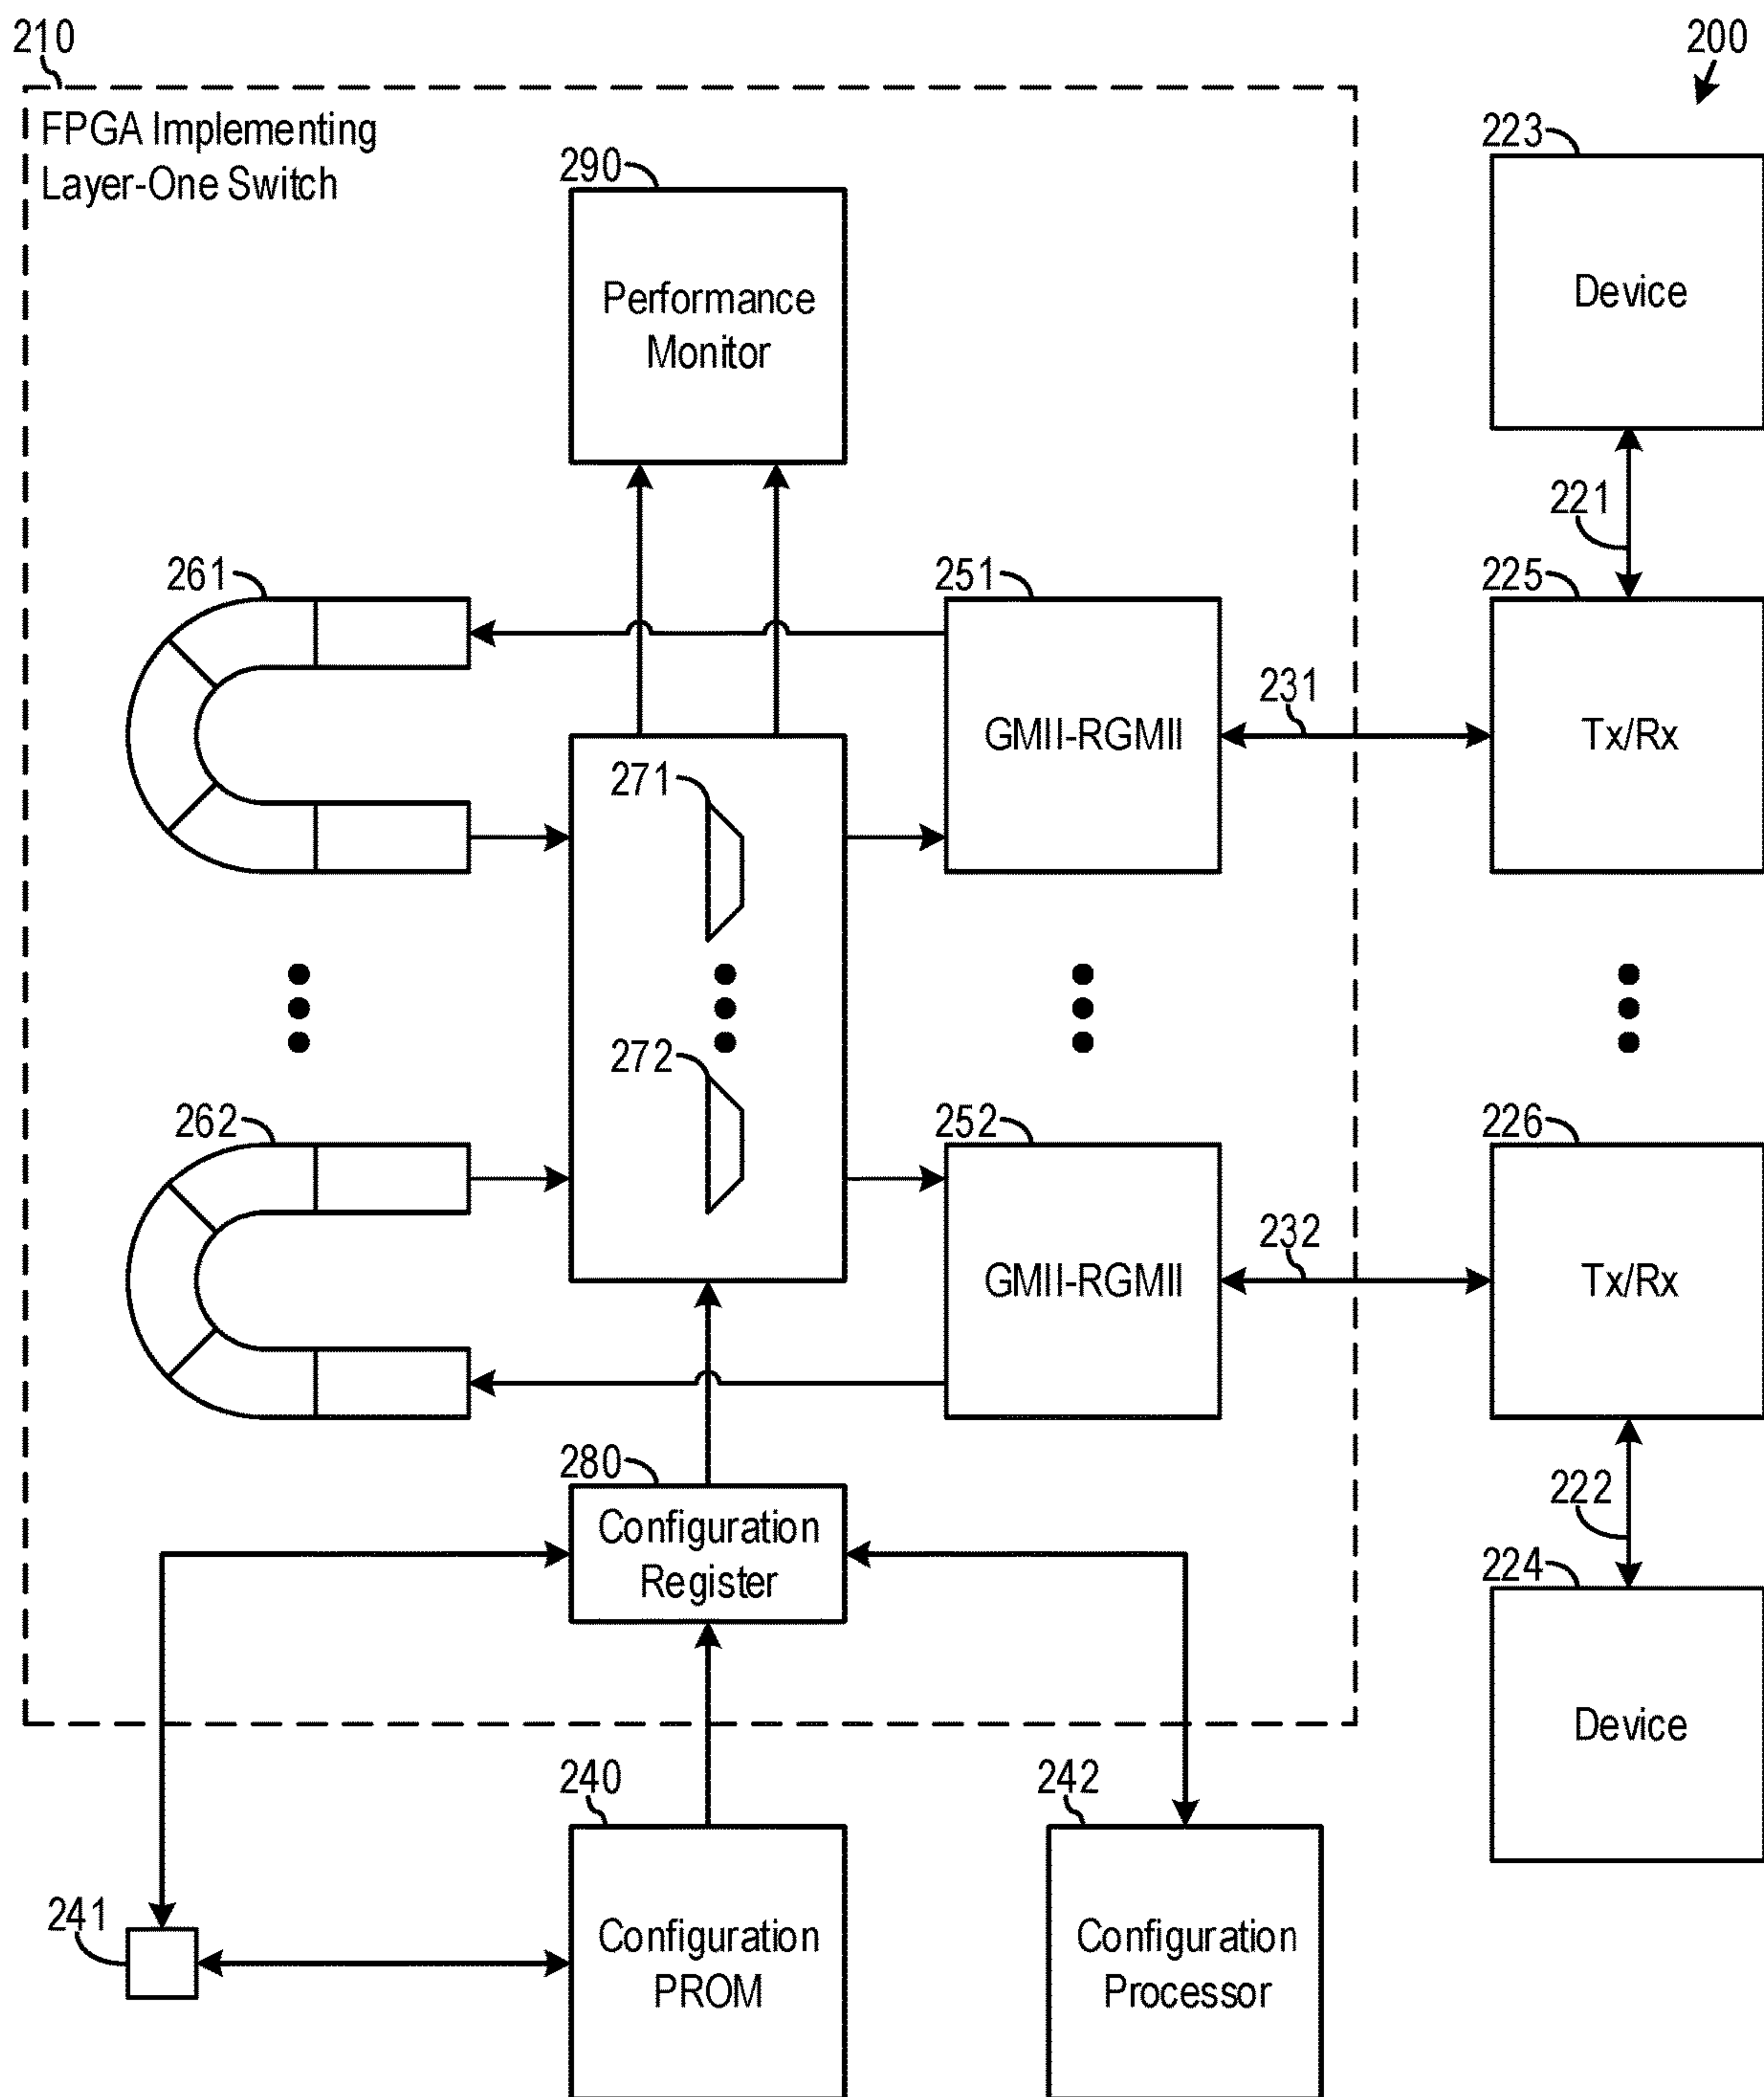 210
200
FPGA Implementing
Layer-One Switch
290
223
Performance
Monitor
Device
221
261
251
225
231
271
GMII-RGMII
Tx/Rx
272
262
252
226
232
GMII-RGMII
Tx/Rx
280
222
Configuration
Register
224
Device
240
242
241
Configuration
PROM
Configuration
Processor